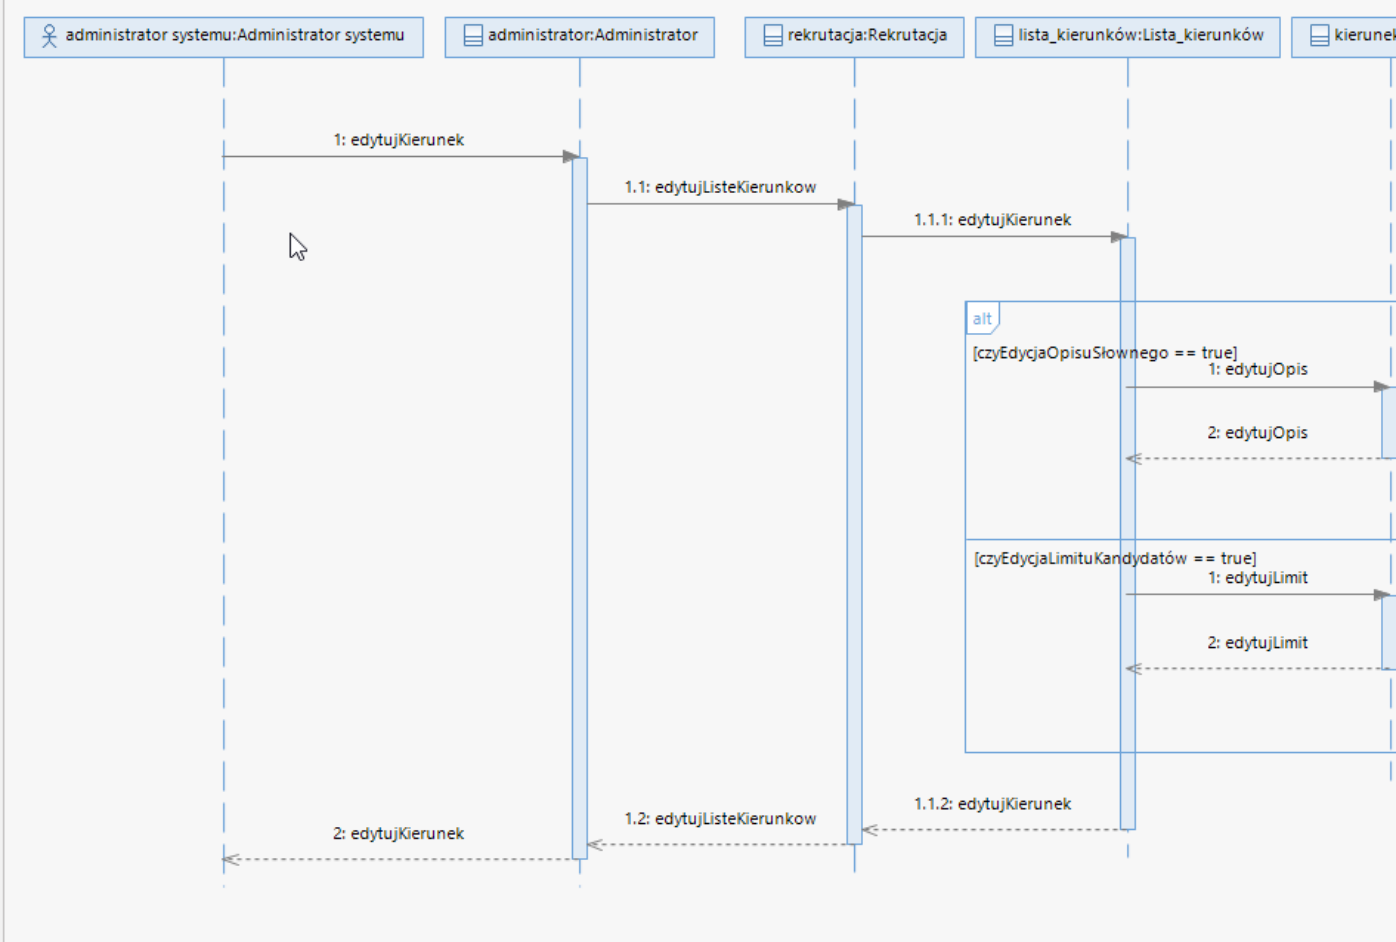 administrator systemu:Administrator systemu
administrator:Administrator
rekrutacja:Rekrutacja
lista_kierunków:Lista_kierunków
kierunek
1: edytujKierunek
1.1: edytujListeKierunkow
1.1.1: edytujKierunek
alt
[czyEdycjaOpisuSłownego == true]
1: edytujOpis
2: edytujOpis
[czyEdycjaLimituKandydatów == true]
1: edytujLimit
2: edytujLimit
1.1.2: edytujKierunek
1.2: edytujListeKierunkow
2: edytujKierunek